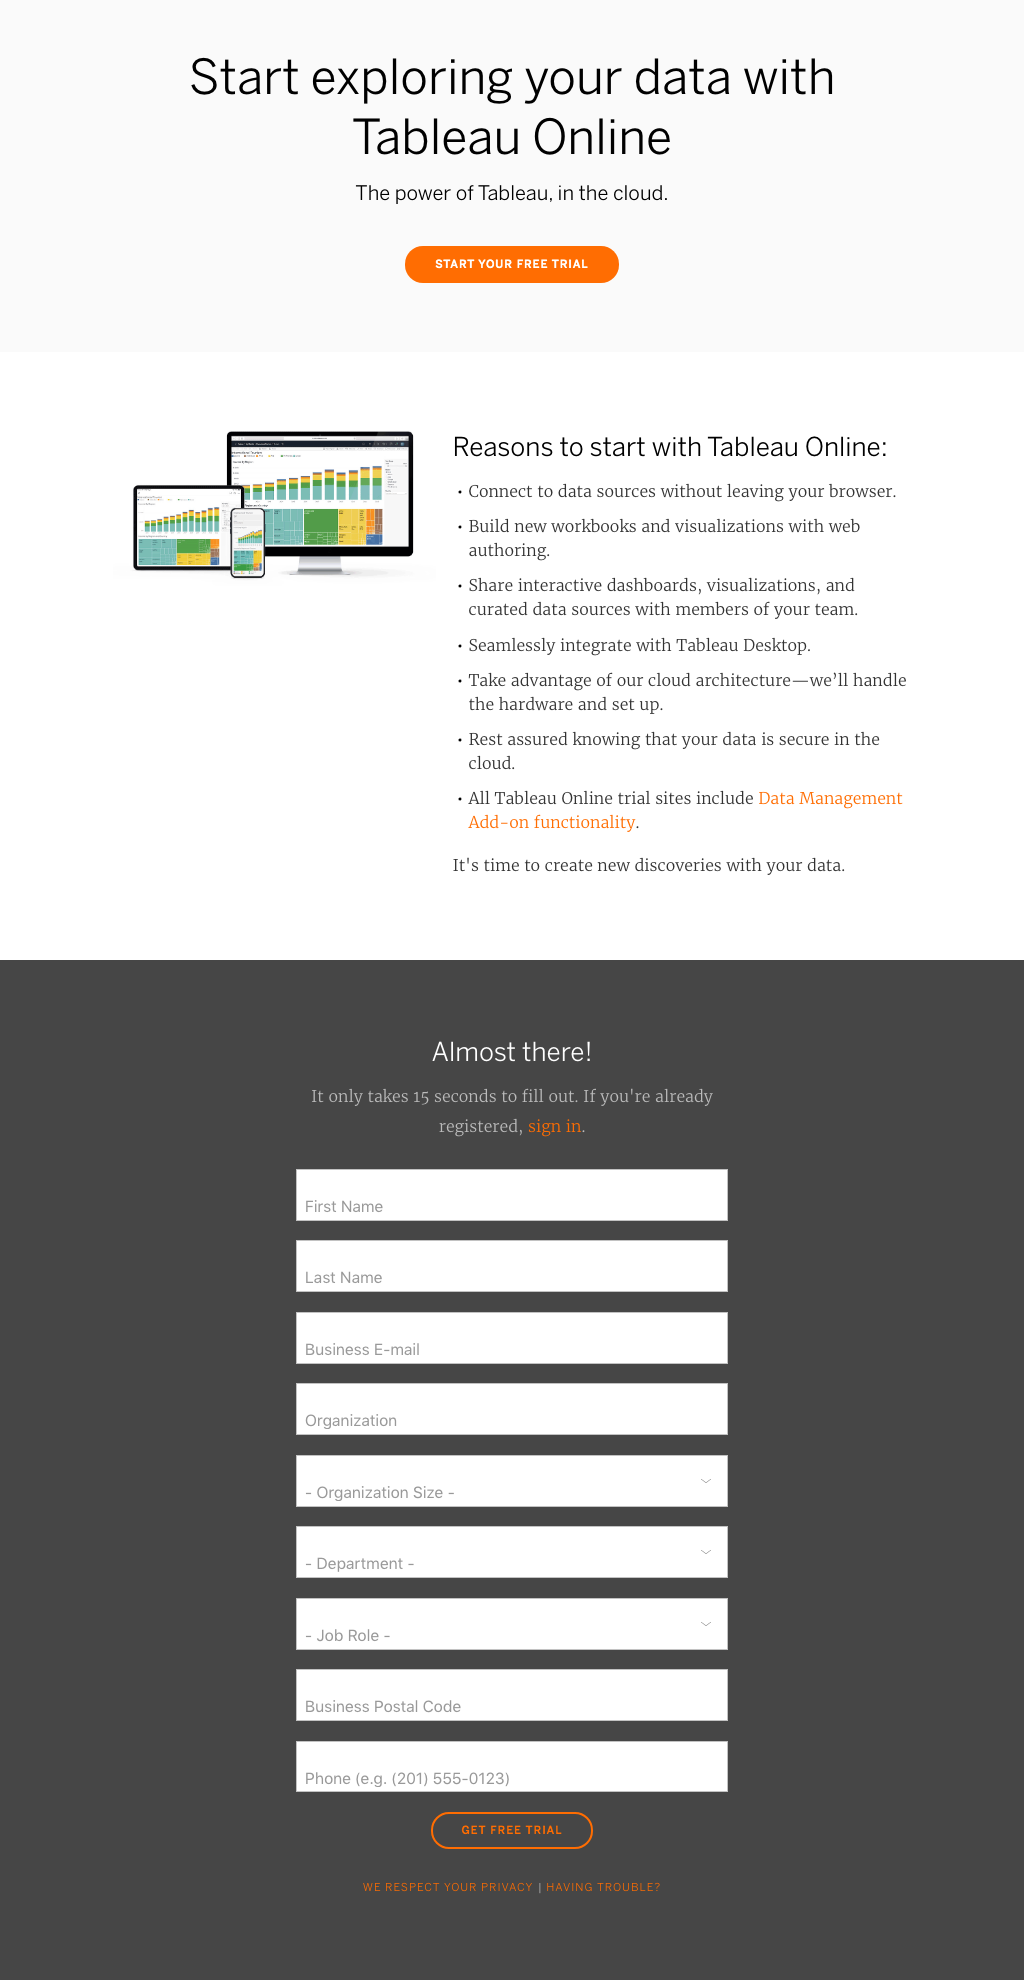 Start exploring your data with
Tableau Online
The power of Tableau, in the cloud.
START YOUR FREE TRIAL
Reasons to start with Tableau Online:
• Connect to data sources without leaving your browser.
• Build new workbooks and visualizations with web
authoring.
• Share interactive dashboards, visualizations, and
curated data sources with members of your team.
• Seamlessly integrate with Tableau Desktop.
• Take advantage of our cloud architecture—we’ll handle
the hardware and set up.
• Rest assured knowing that your data is secure in the
cloud.
• All Tableau Online trial sites include Data Management
Add-on functionality.
It's time to create new discoveries with your data.
Almost there!
It only takes 15 seconds to fill out. If you're already
registered, sign in.
First Name
Last Name
Business E-mail
Organization
- Organization Size -
- Department -
- Job Role -
Business Postal Code
Phone (e.g. (201) 555-0123)
GET FREE TRIAL
WE RESPECT YOUR PRIVACY | HAVING TROUBLE?